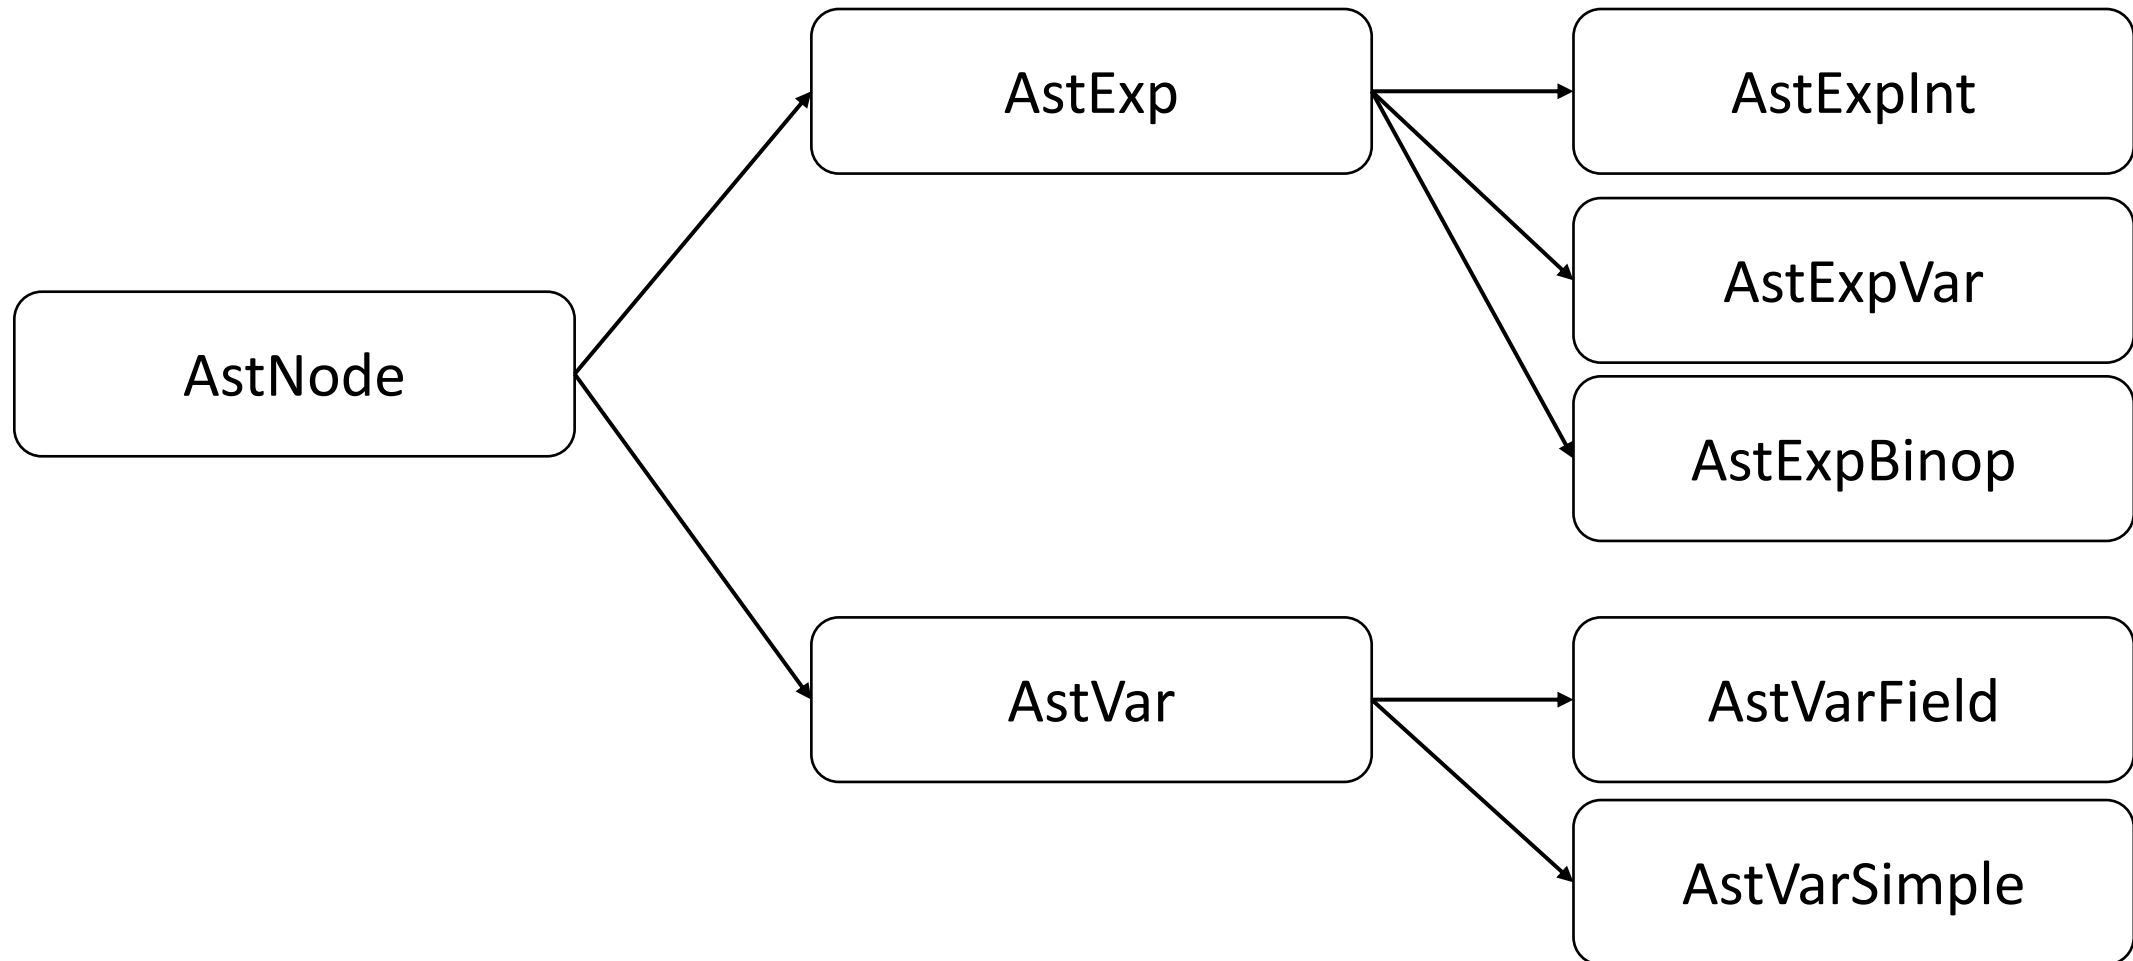 AstNode
AstExp
AstExpInt
AstExpVar
AstExpBinop
AstVar
AstVarField
AstVarSimple